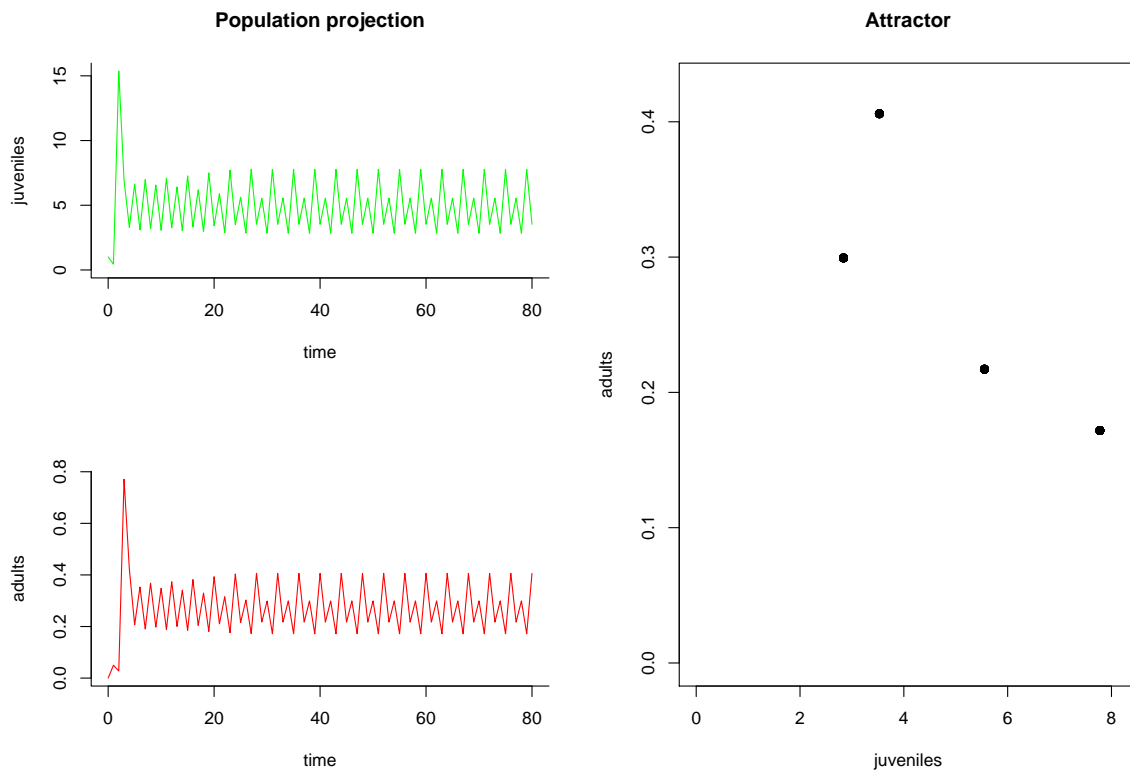 Population projection
juveniles
0 5 10 15
0 20 40 60 80
time
adults
0.0 0.2 0.4 0.6 0.8
0 20 40 60 80
time
Attractor
adults
0.0 0.1 0.2 0.3 0.4
0 2 4 6 8
juveniles